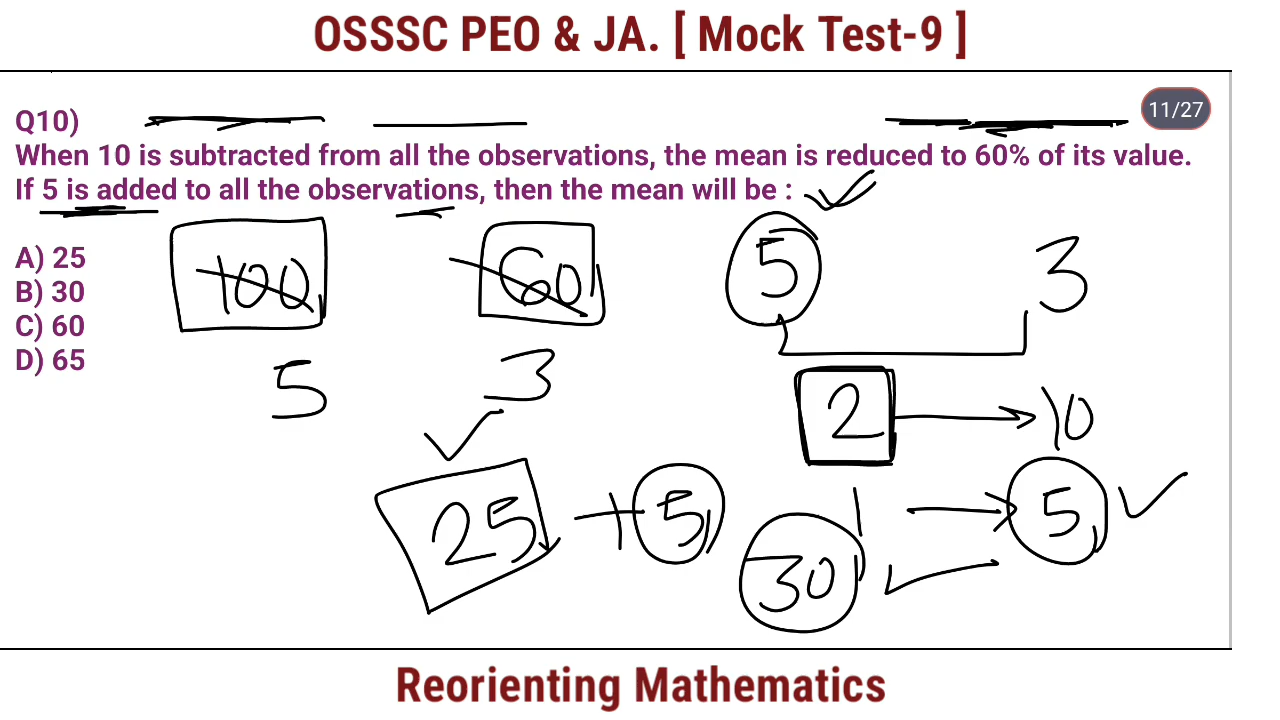 OSSSC PEO & JA. [ Mock Test-9 ]
11/27
Q10)
When 10 is subtracted from all the observations, the mean is reduced to 60% of its value.
If 5 is added to all the observations, then the mean will be :
A) 25
B) 30
C) 60
D) 65
100 60 5 3
5 3 2 10
25 + 5 1 5
30
Reorienting Mathematics